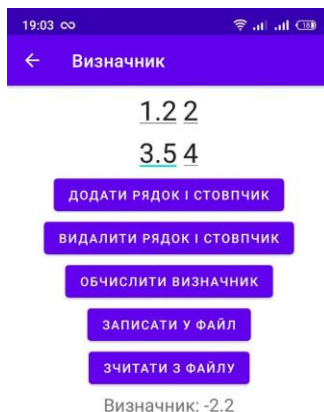 19:03
Визначник
1.2 2
3.5 4
ДОДАТИ РЯДОК І СТОВПЧИК
ВИДАЛИТИ РЯДОК І СТОВПЧИК
ОБЧИСЛИТИ ВИЗНАЧНИК
ЗАПИСАТИ У ФАЙЛ
ЗЧИТАТИ З ФАЙЛУ
Визначник: -2.2